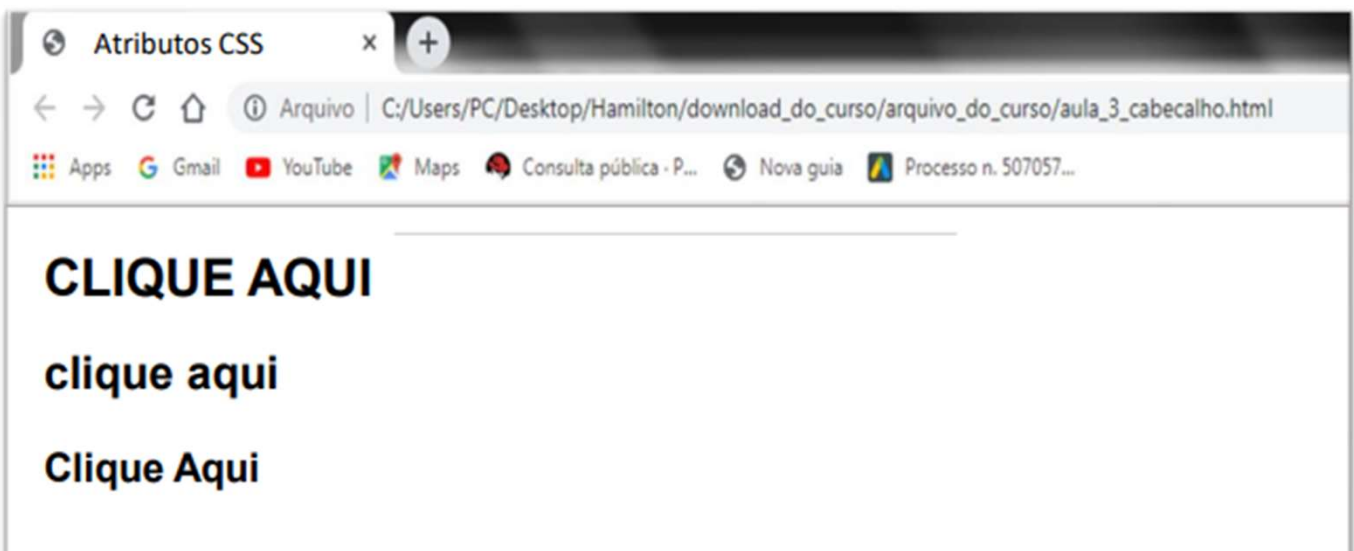 Atributos CSS
Arquivo | C:/Users/PC/Desktop/Hamilton/download_do_curso/arquivo_do_curso/aula_3_cabecalho.html
Apps Gmail YouTube Maps Consulta pública - P... Nova guia Processo n. 507057...
CLIQUE AQUI
clique aqui
Clique Aqui